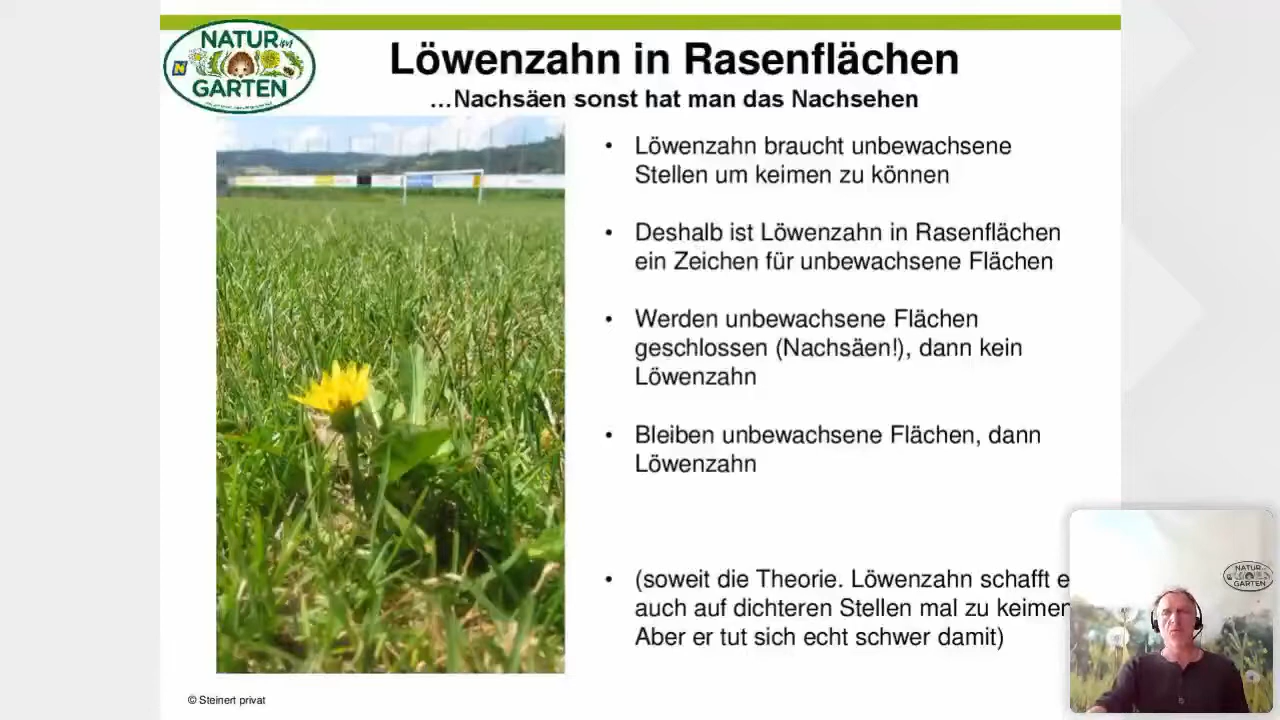 NATUR im
GARTEN
Löwenzahn in Rasenflächen
…Nachsäen sonst hat man das Nachsehen
• Löwenzahn braucht unbewachsene
Stellen um keimen zu können
• Deshalb ist Löwenzahn in Rasenflächen
ein Zeichen für unbewachsene Flächen
• Werden unbewachsene Flächen
geschlossen (Nachsäen!), dann kein
Löwenzahn
• Bleiben unbewachsene Flächen, dann
Löwenzahn
• (soweit die Theorie. Löwenzahn schafft e
auch auf dichteren Stellen mal zu keimen
Aber er tut sich echt schwer damit)
© Steinert privat
NATUR
GARTEN